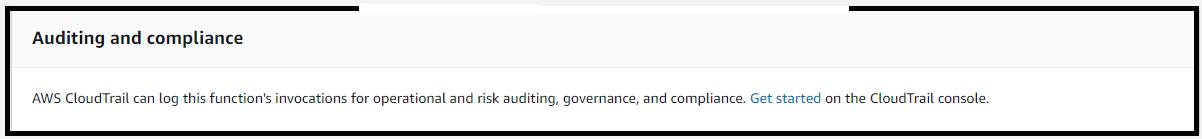 Auditing and compliance
AWS CloudTrail can log this function's invocations for operational and risk auditing, governance, and compliance. Get started on the CloudTrail console.